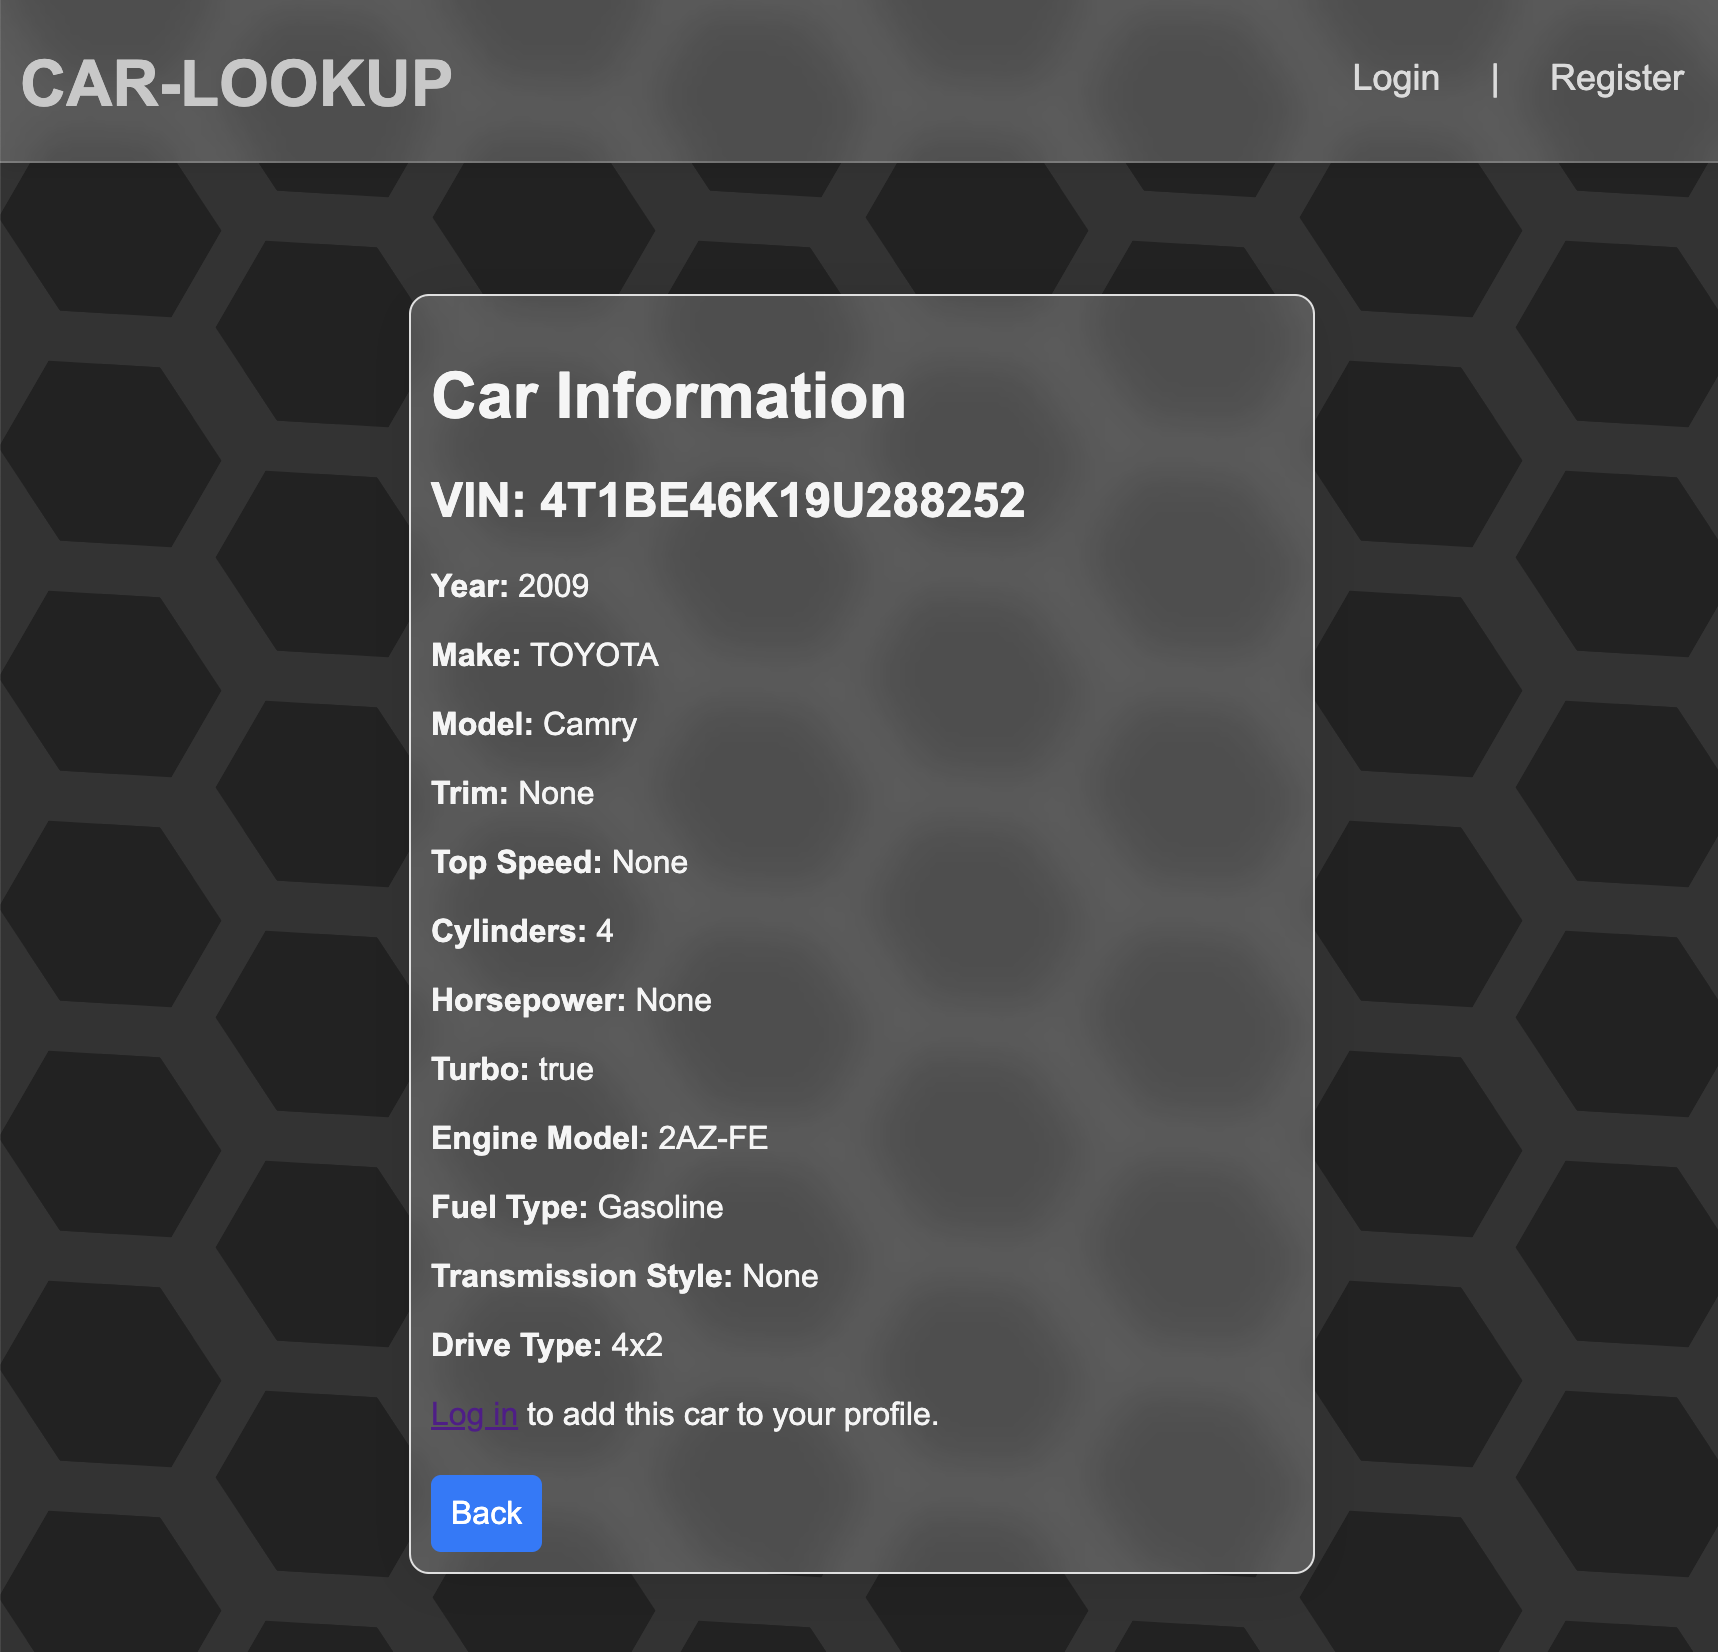 CAR-LOOKUP
Login | Register
Car Information
VIN: 4T1BE46K19U288252
Year: 2009
Make: TOYOTA
Model: Camry
Trim: None
Top Speed: None
Cylinders: 4
Horsepower: None
Turbo: true
Engine Model: 2AZ-FE
Fuel Type: Gasoline
Transmission Style: None
Drive Type: 4x2
Log in to add this car to your profile.
Back